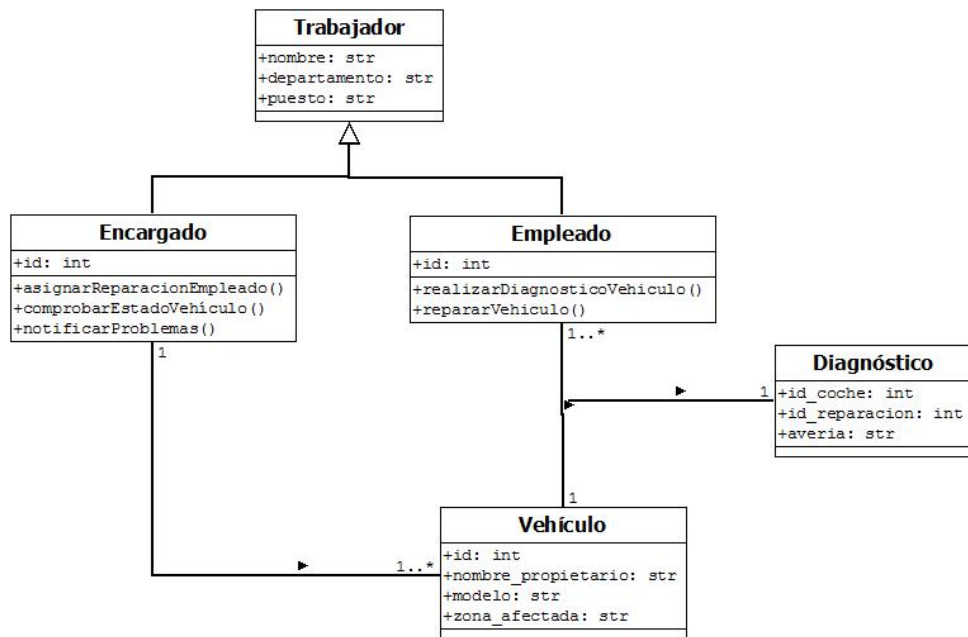 Trabajador
+nombre: str
+departamento: str
+puesto: str
Encargado
+id: int
+asignarReparacionEmpleado()
+comprobarEstadoVehículo()
+notificarProblemas()
1
Empleado
+id: int
+realizarDiagnosticoVehiculo()
+repararVehiculo()
1..*
Diagnóstico
1
+id_coche: int
+id_reparacion: int
+averia: str
1
Vehículo
1..*
+id: int
+nombre_propietario: str
+modelo: str
+zona_afectada: str